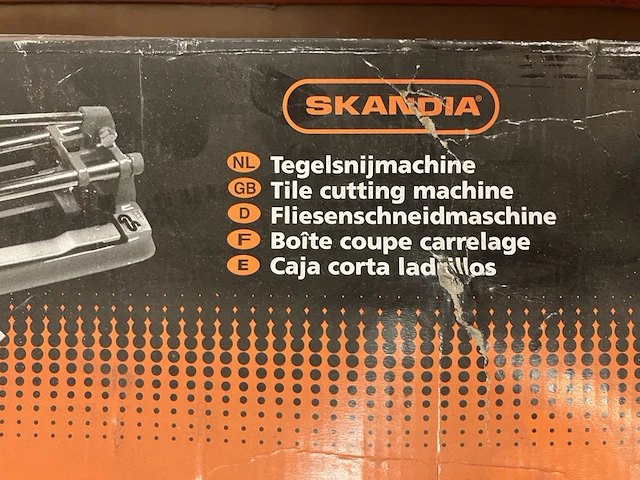 SKANDIA®
NL Tegelsnijmachine
GB Tile cutting machine
D Fliesenschneidmaschine
F Boîte coupe carrelage
E Caja corta ladrillos